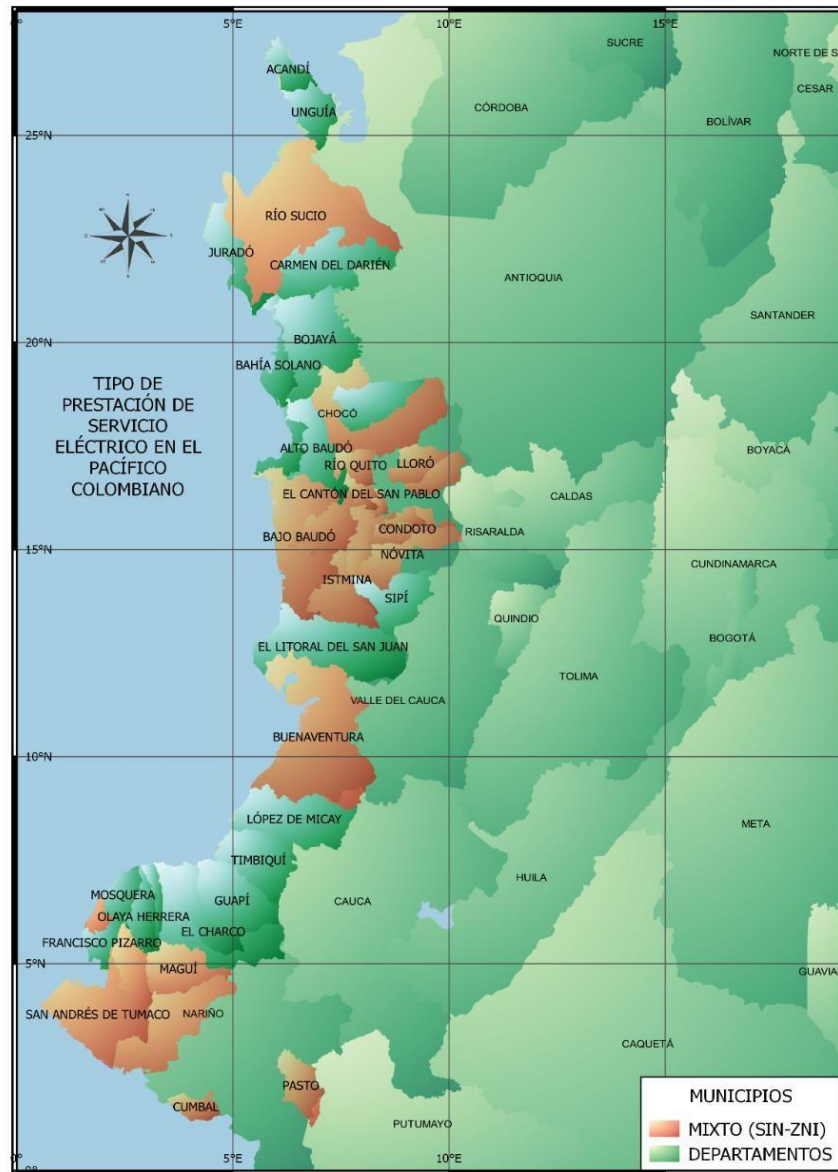 0°
5°E
10°E
15°E
SUCRE
NORTE DE S
ACANDÍ
CESAR
UNGUÍA
CÓRDOBA
BOLÍVAR
25°N
RÍO SUCIO
JURADÓ
CARMEN DEL DARIÉN
ANTIOQUIA
SANTANDER
BOJAYÁ
20°N
BAHÍA SOLANO
TIPO DE
PRESTACIÓN DE
SERVICIO
ELÉCTRICO EN EL
PACÍFICO
COLOMBIANO
CHOCÓ
ALTO BAUDÓ
RÍO QUITO
LLORÓ
BOYACÁ
EL CANTÓN DEL SAN PABLO
CALDAS
BAJO BAUDÓ
CONDOTO
RISARALDA
15°N
NÓVITA
CUNDINAMARCA
ISTMINA
SIPÍ
QUINDIO
BOGOTÁ
EL LITORAL DEL SAN JUAN
TOLIMA
VALLE DEL CAUCA
BUENAVENTURA
10°N
LÓPEZ DE MICAY
META
TIMBIQUÍ
HUILA
MOSQUERA
GUAPÍ
CAUCA
OLAYA HERRERA
EL CHARCO
FRANCISCO PIZARRO
5°N
MAGUÍ
GUAVIA
SAN ANDRÉS DE TUMACO
NARIÑO
CAQUETÁ
PASTO
CUMBAL
PUTUMAYO
MUNICIPIOS
MIXTO (SIN-ZNI)
DEPARTAMENTOS
0°
5°E
10°E